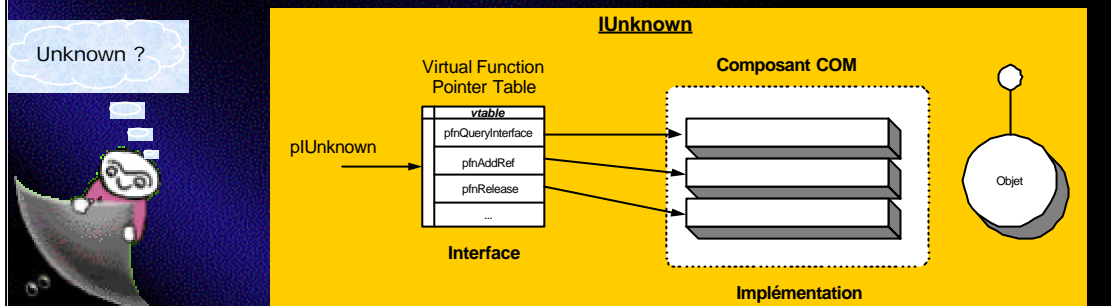 Unknown ?
IUnknown
Virtual Function
Pointer Table
vtable
pfnQueryInterface
pfnAddRef
pfnRelease
...
pIUnknown
Interface
Composant COM
Implémentation
Objet